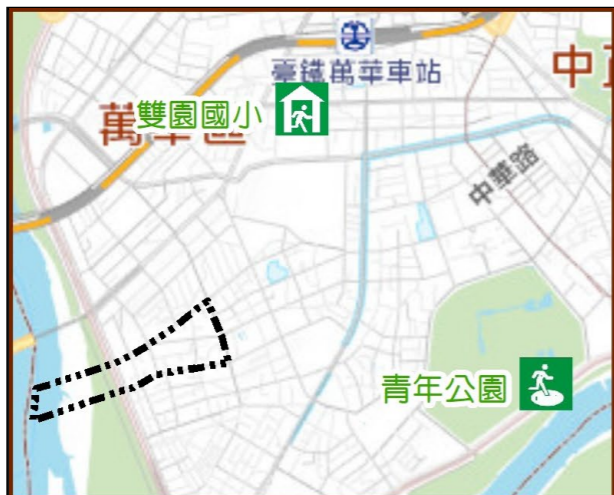 臺鐵萬華車站
中
雙園國小
萬華區
中華路
青年公園